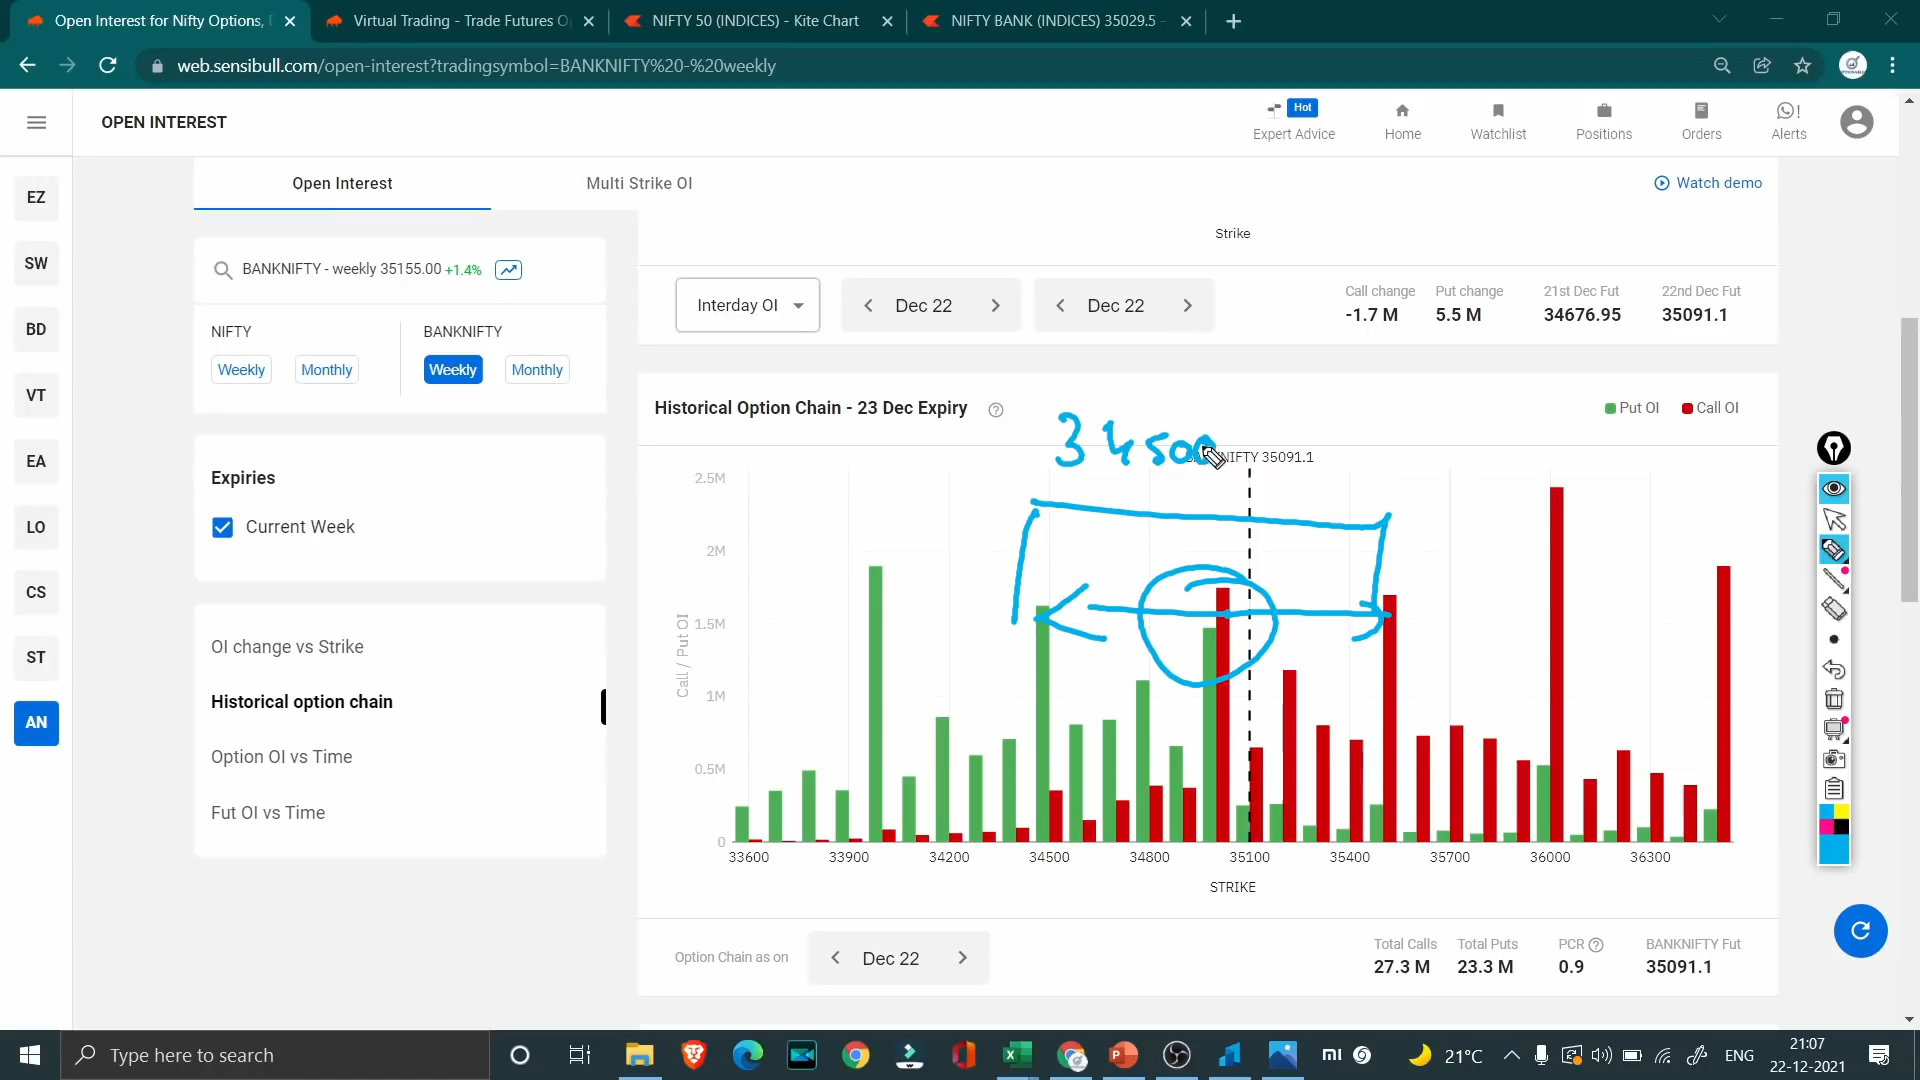 Open Interest for Nifty Options,
Virtual Trading - Trade Futures O
NIFTY 50 (INDICES) - Kite Chart
NIFTY BANK (INDICES) 35029.5 -
web.sensibull.com/open-interest?tradingsymbol=BANKNIFTY%20-%20weekly
OPEN INTEREST
Hot
Expert Advice
Home
Watchlist
Positions
Orders
Alerts
EZ
SW
BD
VT
EA
LO
CS
ST
AN
Open Interest
Multi Strike OI
Watch demo
BANKNIFTY - weekly 35155.00 +1.4%
NIFTY
BANKNIFTY
Weekly
Monthly
Weekly
Monthly
Expiries
Current Week
OI change vs Strike
Historical option chain
Option OI vs Time
Fut OI vs Time
Strike
Interday OI
Dec 22
Dec 22
Call change
-1.7 M
Put change
5.5 M
21st Dec Fut
34676.95
22nd Dec Fut
35091.1
Historical Option Chain - 23 Dec Expiry
Put OI
Call OI
34500
NIFTY 35091.1
Call / Put OI
2.5M
2M
1.5M
1M
0.5M
0
33600 33900 34200 34500 34800 35100 35400 35700 36000 36300
STRIKE
Option Chain as on
Dec 22
Total Calls
27.3 M
Total Puts
23.3 M
PCR
0.9
BANKNIFTY Fut
35091.1
Type here to search
mi
21°C
ENG
21:07
22-12-2021